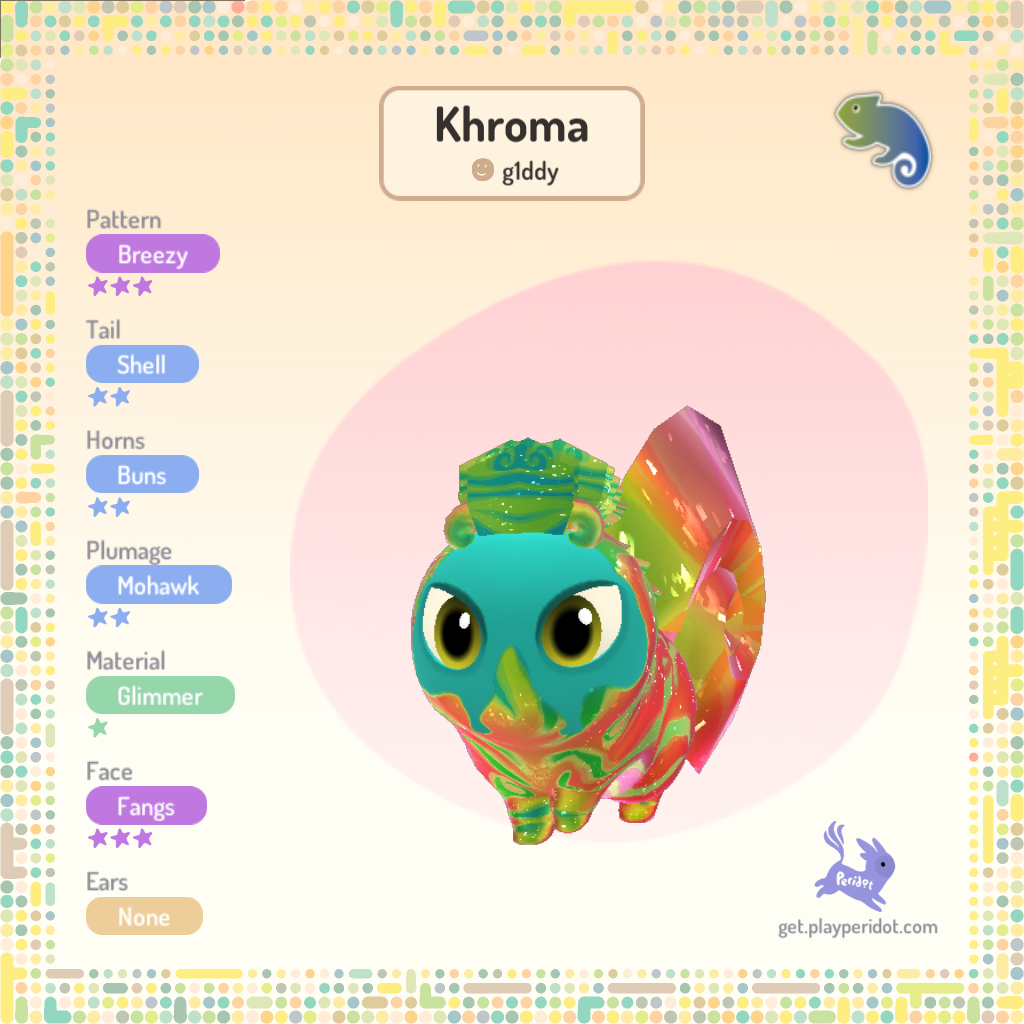 Khroma
g1ddy
Pattern
Breezy
Tail
Shell
Horns
Buns
Plumage
Mohawk
Material
Glimmer
Face
Fangs
Ears
None
Peridot
get.playperidot.com